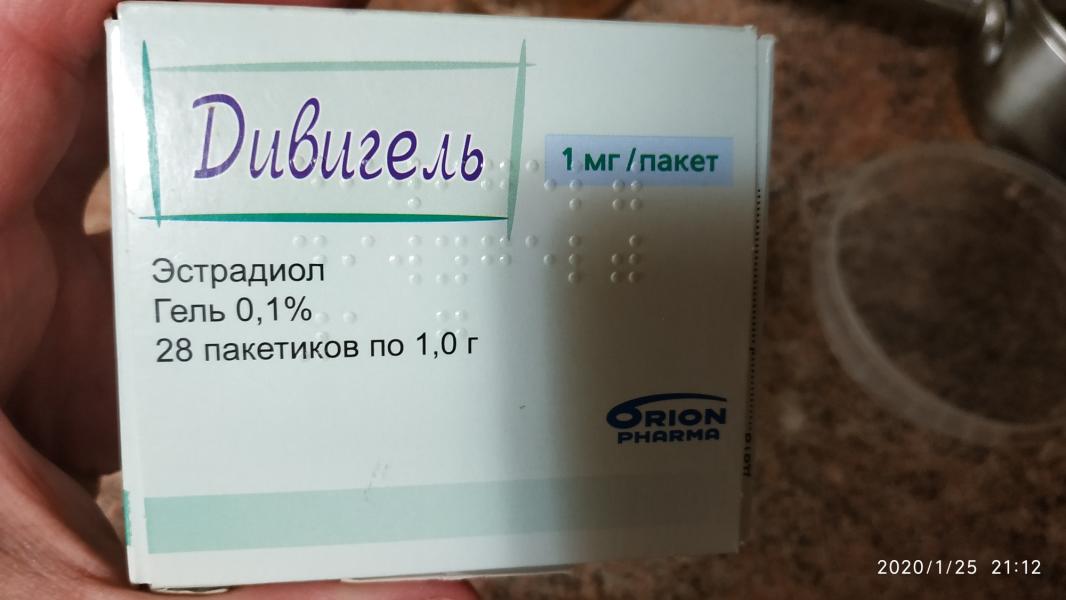 Дивигель
1 мг/пакет
Эстрадиол
Гель 0,1%
28 пакетиков по 1,0 г
ORION
PHARMA
2020/1/25 21:12